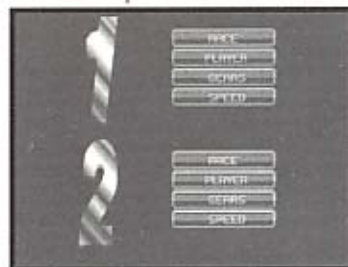 1
RACE
PLAYER
GEARS
SPEED
2
RACE
PLAYER
GEARS
SPEED